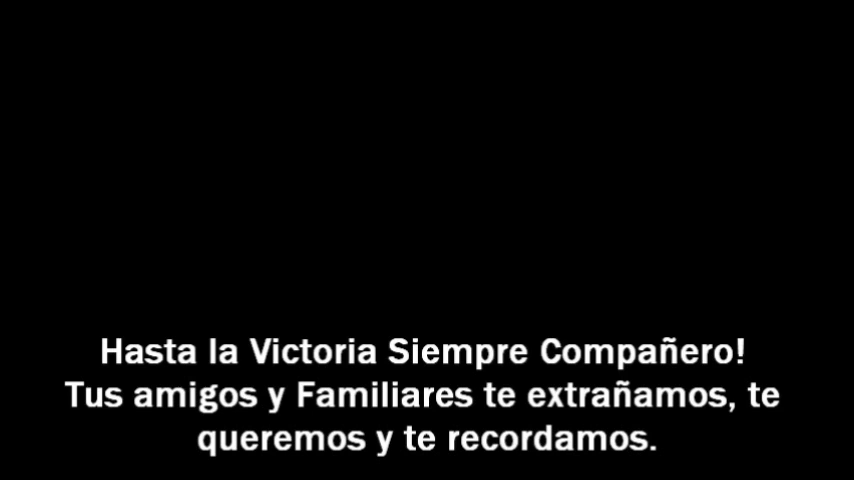 Hasta la Victoria Siempre Compañero!
Tus amigos y Familiares te extrañamos, te
queremos y te recordamos.